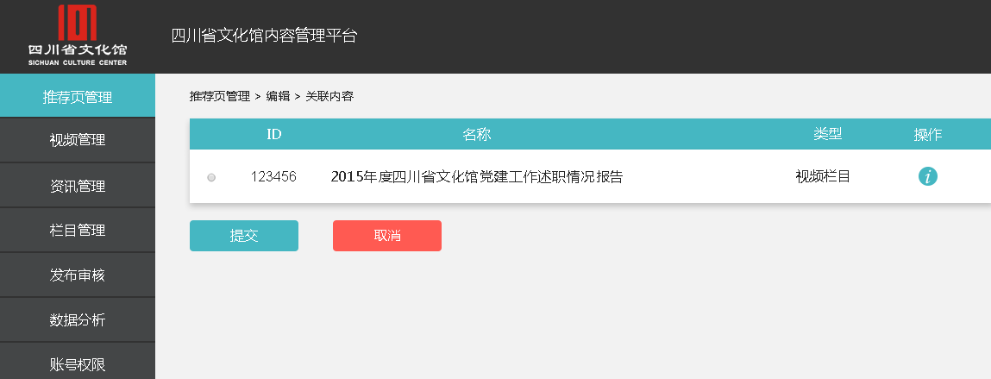 四川省文化馆
SICHUAN CULTURE CENTER
四川省文化馆内容管理平台
推荐页管理
视频管理
资讯管理
栏目管理
发布审核
数据分析
账号权限
推荐页管理 > 编辑 > 关联内容
ID 名称 类型 操作
123456 2015年度四川省文化馆党建工作述职情况报告 视频栏目 i
提交 取消